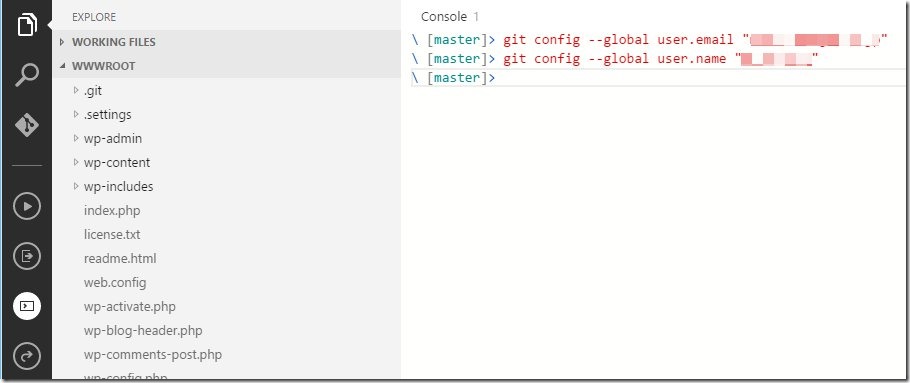 EXPLORE
WORKING FILES
WWWROOT
.git
.settings
wp-admin
wp-content
wp-includes
index.php
license.txt
readme.html
web.config
wp-activate.php
wp-blog-header.php
wp-comments-post.php
wp-config.php
Console 1
\ [master]> git config --global user.email "
\ [master]> git config --global user.name "
\ [master]>